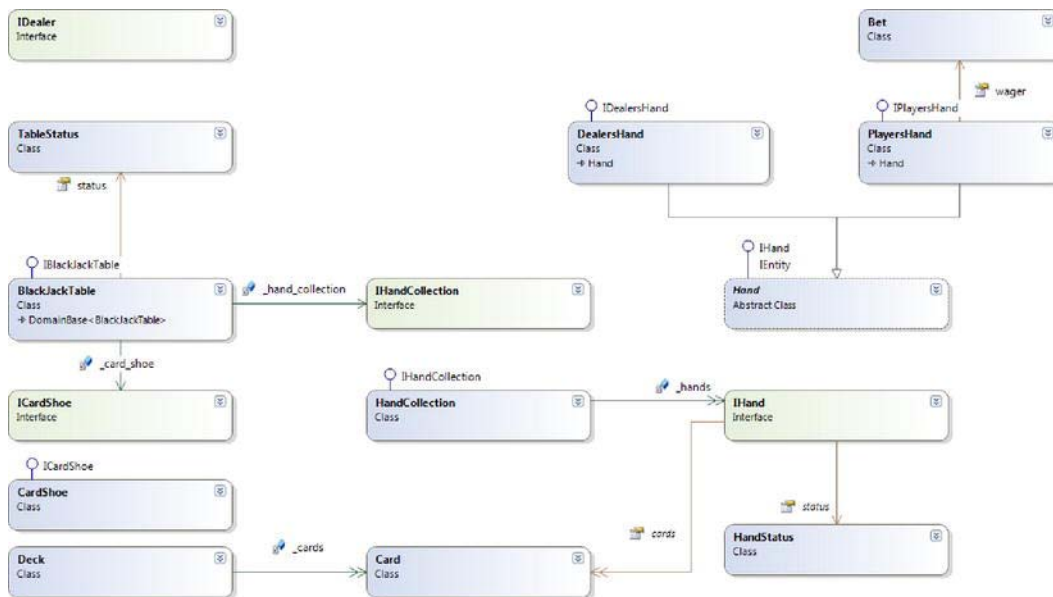 IDealer
Interface
Bet
Class
wager
IDealersHand
IPlayersHand
TableStatus
Class
DealersHand
Class
Hand
PlayersHand
Class
Hand
status
IBlackJackTable
IHand
IEntity
BlackJackTable
Class
DomainBase<BlackJackTable>
_hand_collection
IHandCollection
Interface
Hand
Abstract Class
_card_shoe
IHandCollection
_hands
ICardShoe
Interface
HandCollection
Class
IHand
Interface
ICardShoe
CardShoe
Class
status
cards
Deck
Class
_cards
Card
Class
HandStatus
Class